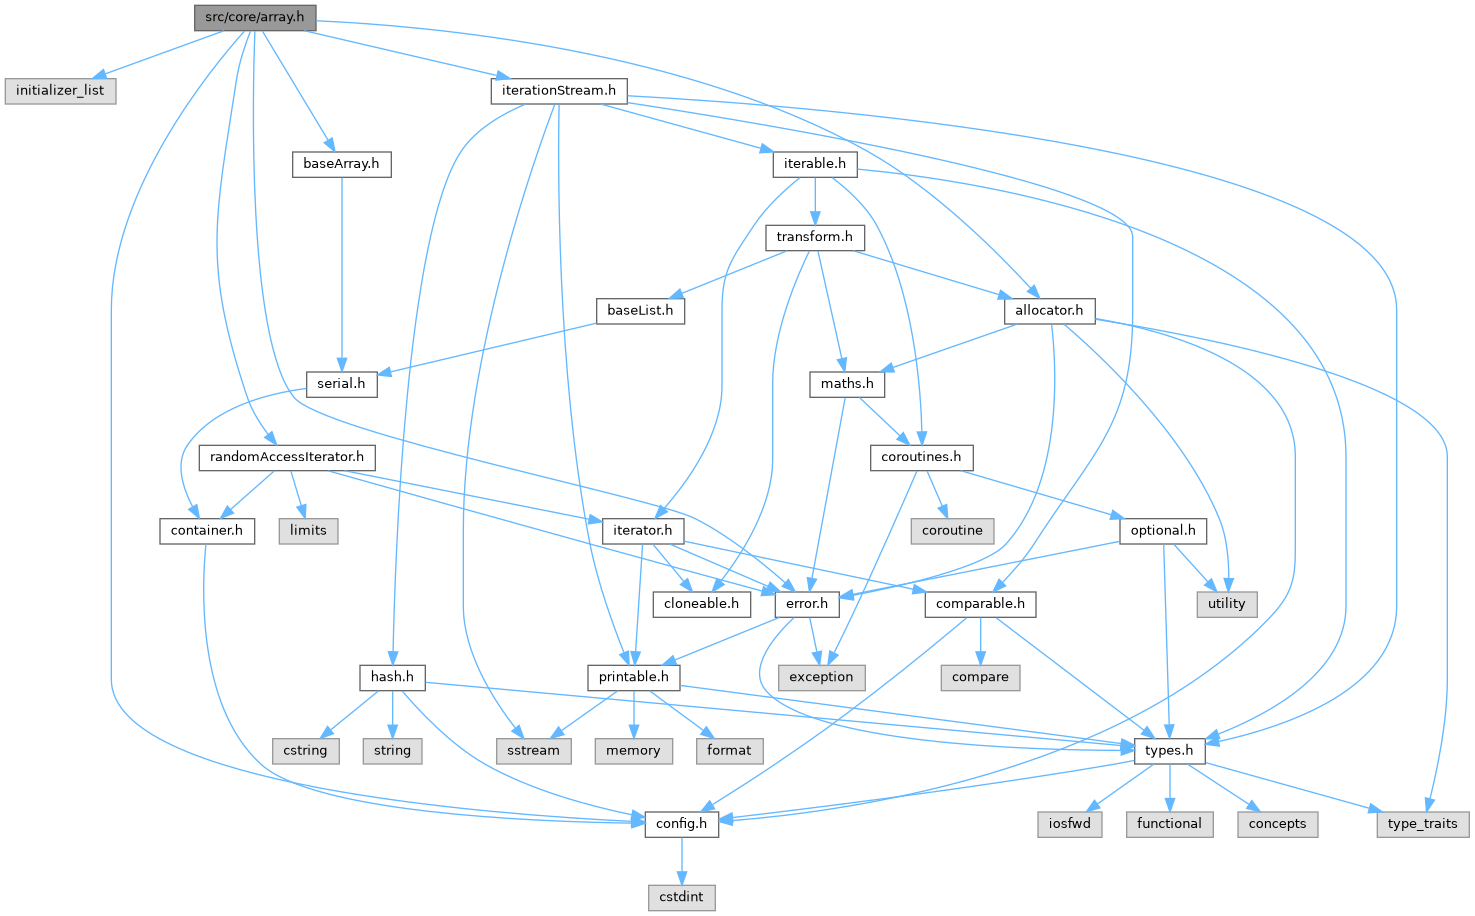 src/core/array.h
initializer_list
iterationStream.h
baseArray.h
iterable.h
transform.h
baseList.h
allocator.h
serial.h
maths.h
randomAccessIterator.h
coroutines.h
container.h
limits
iterator.h
coroutine
optional.h
cloneable.h
error.h
comparable.h
utility
hash.h
printable.h
exception
compare
cstring
string
sstream
memory
format
types.h
config.h
iosfwd
functional
concepts
type_traits
cstdint